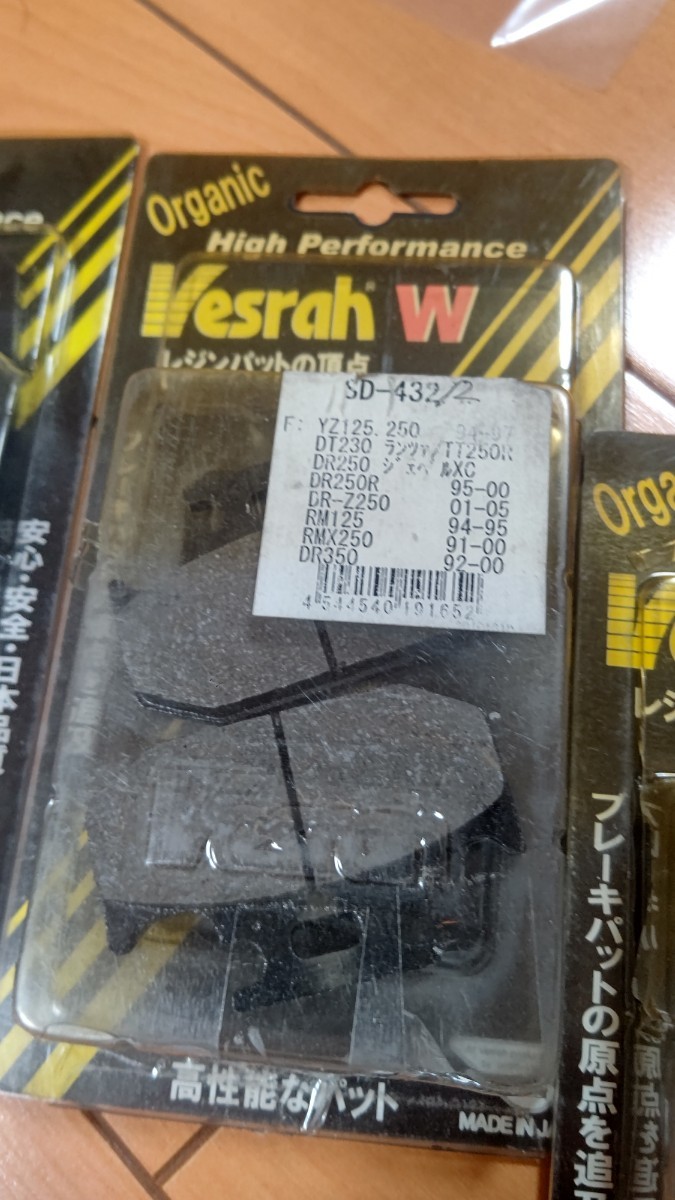 Organic
High Performance
Vesrah W
レジンパットの頂点
SD-432/2
F: YZ125.250 94-97
DT230 ランツァ/TT250R
DR250 ジェベルXC
DR250R 95-00
DR-Z250 01-05
RM125 94-95
RMX250 91-00
DR350 92-00
4 544540 191652
高性能なパット
MADE IN
安心・安全・日本品質
Orga
レジ
ブレーキパットの原点を追